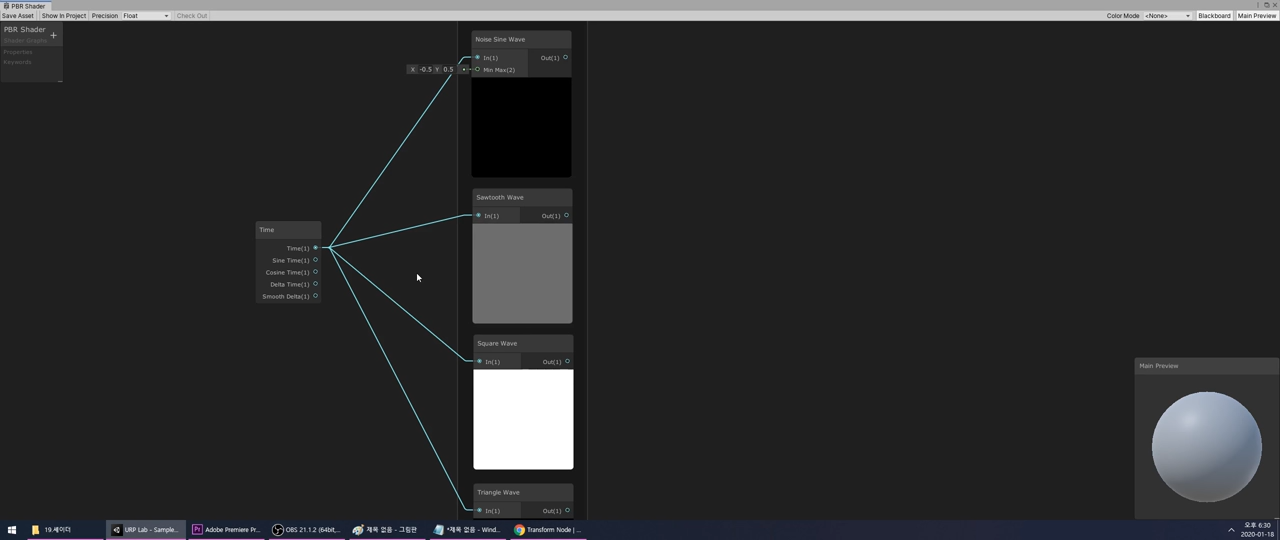 PBR Shader
Save Asset Show In Project Precision Float Check Out Color Mode <None> Blackboard Main Preview
PBR Shader
Shader Graphs
Properties
Keywords
Noise Sine Wave
In(1) Out(1)
X -0.5 Y 0.5 Min Max(2)
Sawtooth Wave
In(1) Out(1)
Time
Time(1)
Sine Time(1)
Cosine Time(1)
Delta Time(1)
Smooth Delta(1)
Square Wave
In(1) Out(1)
Main Preview
Triangle Wave
In(1) Out(1)
19.셰이더 URP Lab - Sample... Adobe Premiere Pr... OBS 21.1.2 (64bit,... 제목 없음 - 그림판 *제목 없음 - Wind... Transform Node | ...
오후 6:30
2020-01-18